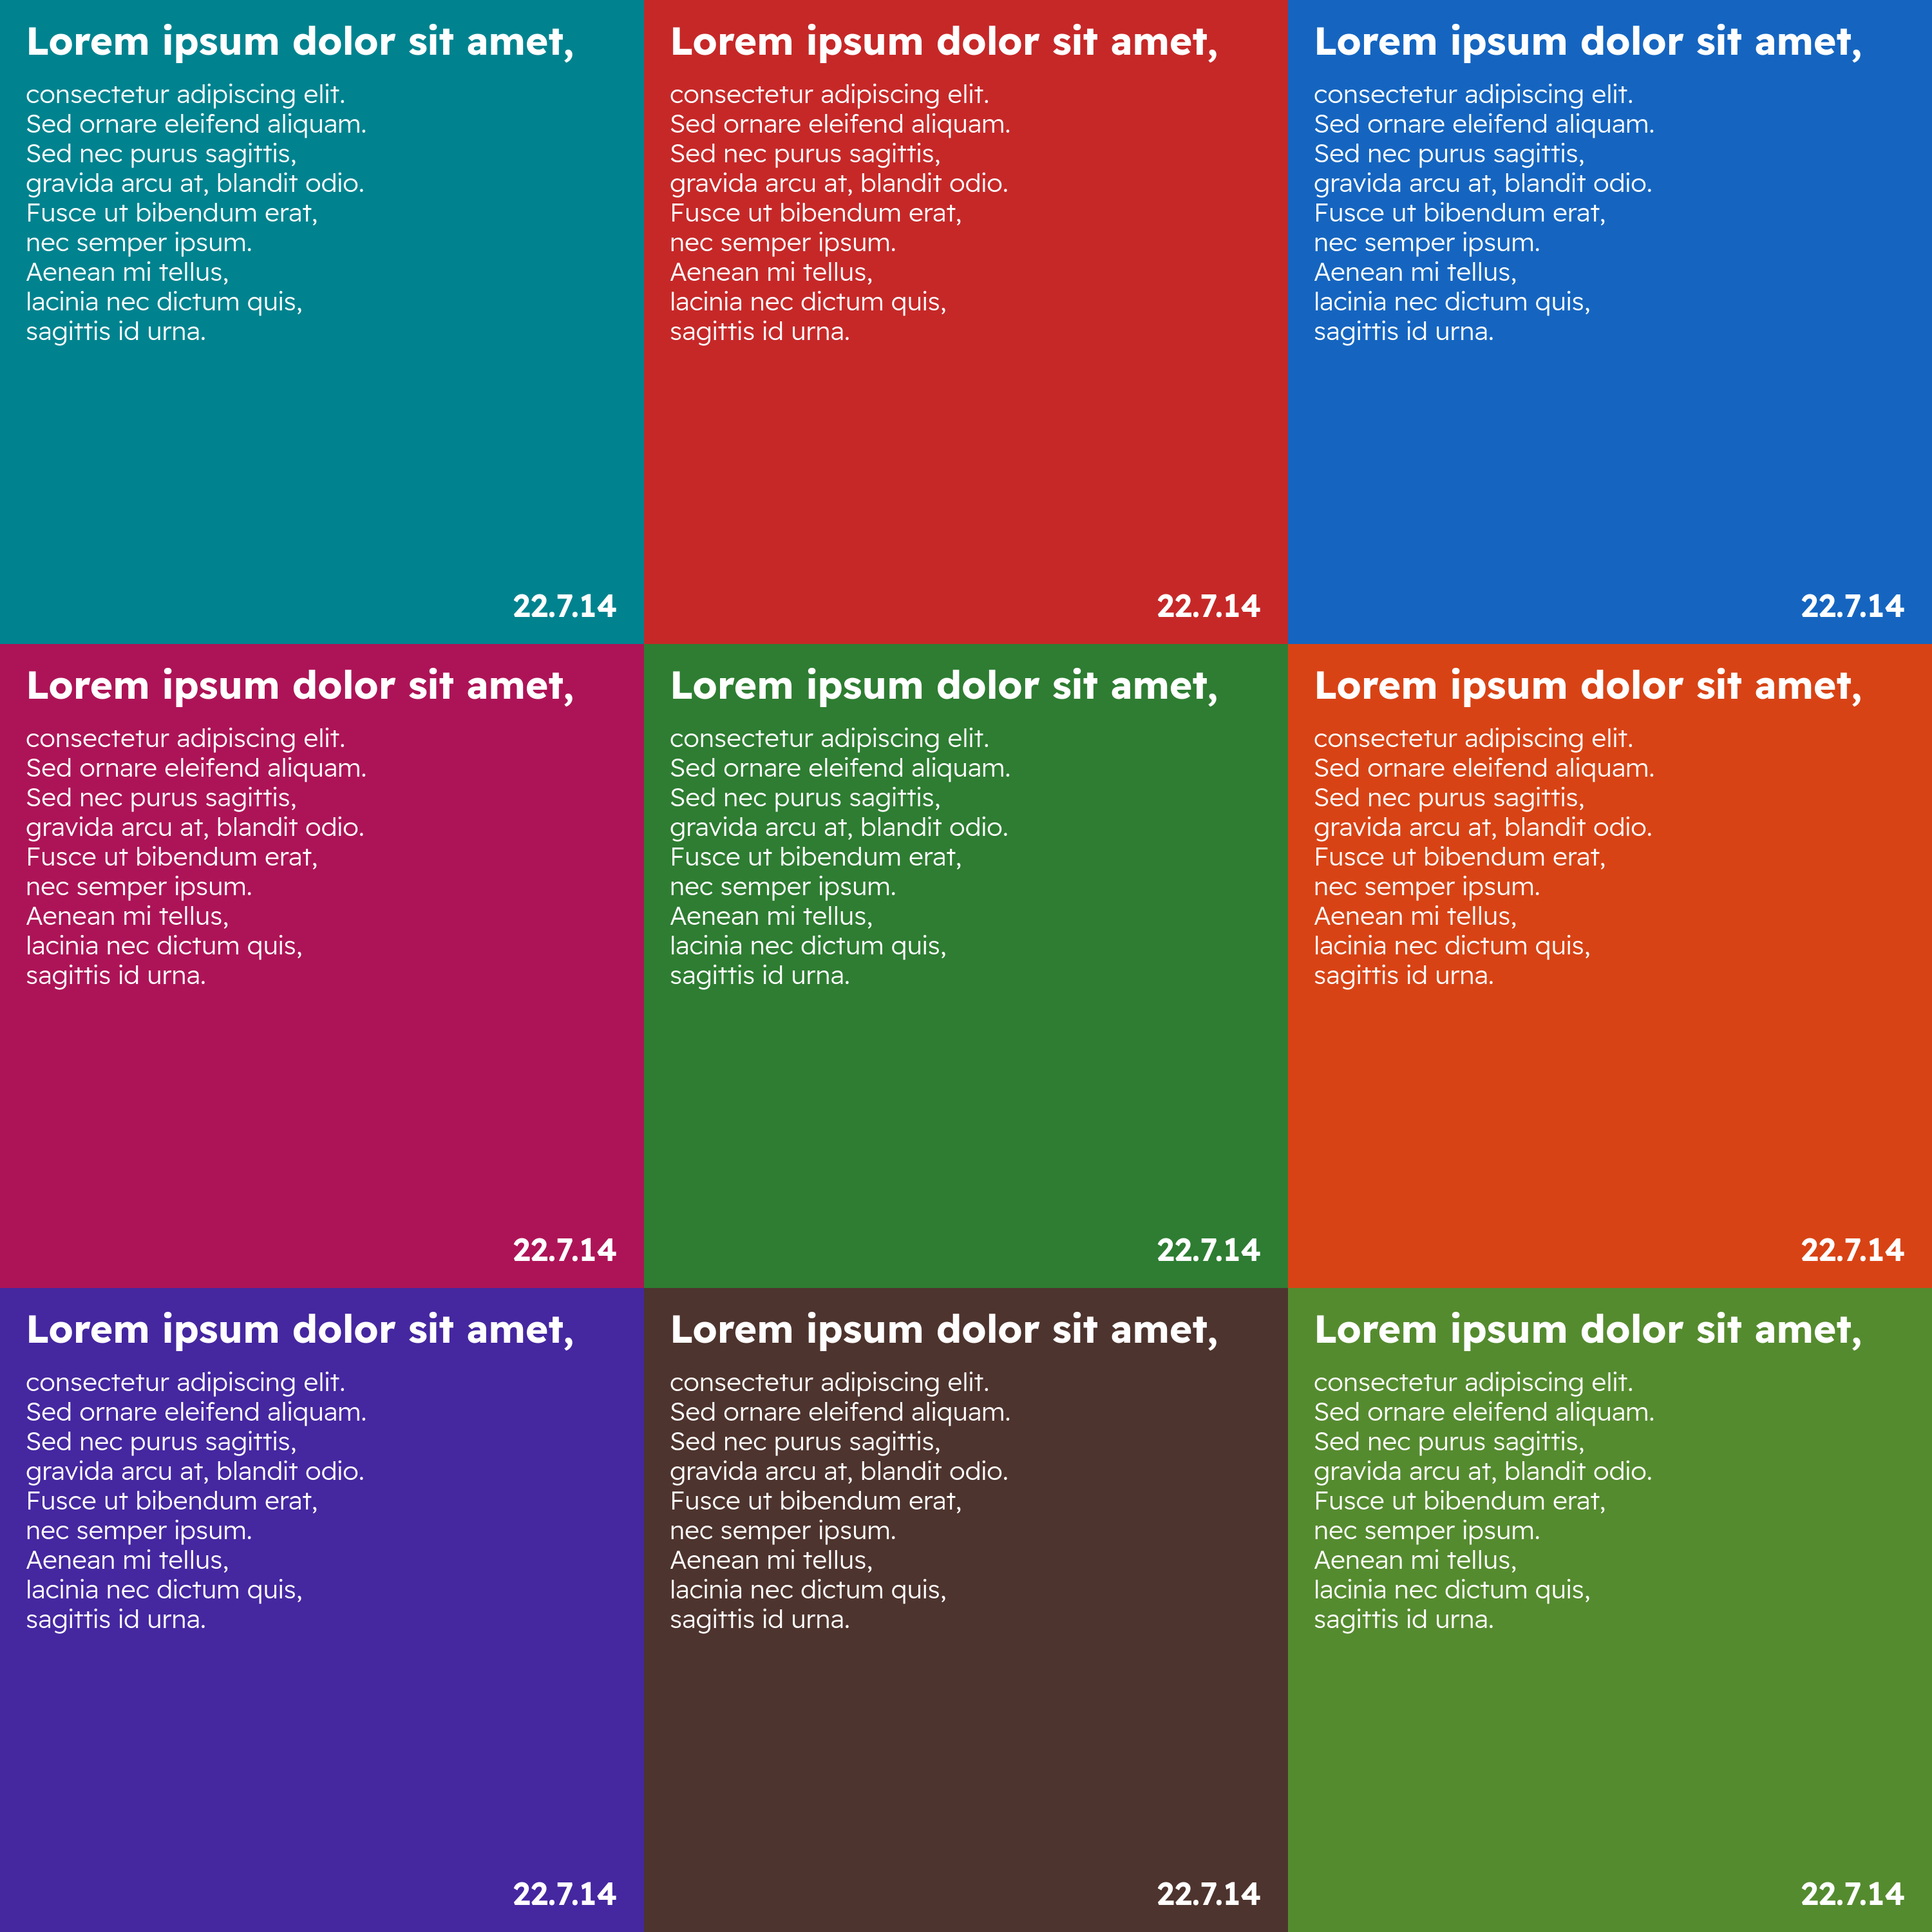 Lorem ipsum dolor sit amet,
consectetur adipiscing elit.
Sed ornare eleifend aliquam.
Sed nec purus sagittis,
gravida arcu at, blandit odio.
Fusce ut bibendum erat,
nec semper ipsum.
Aenean mi tellus,
lacinia nec dictum quis,
sagittis id urna.
22.7.14
Lorem ipsum dolor sit amet,
consectetur adipiscing elit.
Sed ornare eleifend aliquam.
Sed nec purus sagittis,
gravida arcu at, blandit odio.
Fusce ut bibendum erat,
nec semper ipsum.
Aenean mi tellus,
lacinia nec dictum quis,
sagittis id urna.
22.7.14
Lorem ipsum dolor sit amet,
consectetur adipiscing elit.
Sed ornare eleifend aliquam.
Sed nec purus sagittis,
gravida arcu at, blandit odio.
Fusce ut bibendum erat,
nec semper ipsum.
Aenean mi tellus,
lacinia nec dictum quis,
sagittis id urna.
22.7.14
Lorem ipsum dolor sit amet,
consectetur adipiscing elit.
Sed ornare eleifend aliquam.
Sed nec purus sagittis,
gravida arcu at, blandit odio.
Fusce ut bibendum erat,
nec semper ipsum.
Aenean mi tellus,
lacinia nec dictum quis,
sagittis id urna.
22.7.14
Lorem ipsum dolor sit amet,
consectetur adipiscing elit.
Sed ornare eleifend aliquam.
Sed nec purus sagittis,
gravida arcu at, blandit odio.
Fusce ut bibendum erat,
nec semper ipsum.
Aenean mi tellus,
lacinia nec dictum quis,
sagittis id urna.
22.7.14
Lorem ipsum dolor sit amet,
consectetur adipiscing elit.
Sed ornare eleifend aliquam.
Sed nec purus sagittis,
gravida arcu at, blandit odio.
Fusce ut bibendum erat,
nec semper ipsum.
Aenean mi tellus,
lacinia nec dictum quis,
sagittis id urna.
22.7.14
Lorem ipsum dolor sit amet,
consectetur adipiscing elit.
Sed ornare eleifend aliquam.
Sed nec purus sagittis,
gravida arcu at, blandit odio.
Fusce ut bibendum erat,
nec semper ipsum.
Aenean mi tellus,
lacinia nec dictum quis,
sagittis id urna.
22.7.14
Lorem ipsum dolor sit amet,
consectetur adipiscing elit.
Sed ornare eleifend aliquam.
Sed nec purus sagittis,
gravida arcu at, blandit odio.
Fusce ut bibendum erat,
nec semper ipsum.
Aenean mi tellus,
lacinia nec dictum quis,
sagittis id urna.
22.7.14
Lorem ipsum dolor sit amet,
consectetur adipiscing elit.
Sed ornare eleifend aliquam.
Sed nec purus sagittis,
gravida arcu at, blandit odio.
Fusce ut bibendum erat,
nec semper ipsum.
Aenean mi tellus,
lacinia nec dictum quis,
sagittis id urna.
22.7.14